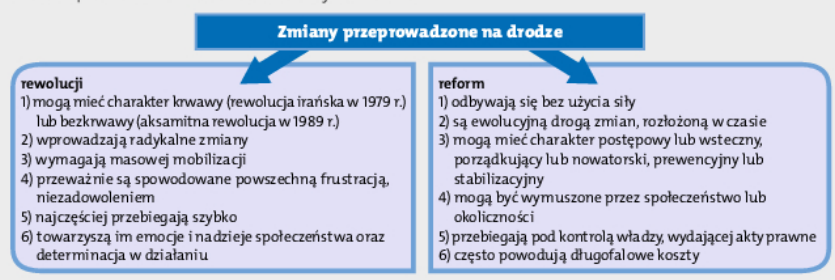 Zmiany przeprowadzone na drodze
rewolucji
1) mogą mieć charakter krwawy (rewolucja irańska w 1979 r.)
lub bezkrwawy (aksamitna rewolucja w 1989 r.)
2) wprowadzają radykalne zmiany
3) wymagają masowej mobilizacji
4) przeważnie są spowodowane powszechną frustracją,
niezadowoleniem
5) najczęściej przebiegają szybko
6) towarzyszą im emocje i nadzieje społeczeństwa oraz
determinacja w działaniu
reform
1) odbywają się bez użycia siły
2) są ewolucyjną drogą zmian, rozłożoną w czasie
3) mogą mieć charakter postępowy lub wsteczny,
porządkujący lub nowatorski, prewencyjny lub
stabilizacyjny
4) mogą być wymuszone przez społeczeństwo lub
okoliczności
5) przebiegają pod kontrolą władzy, wydającej akty prawne
6) często powodują długofalowe koszty